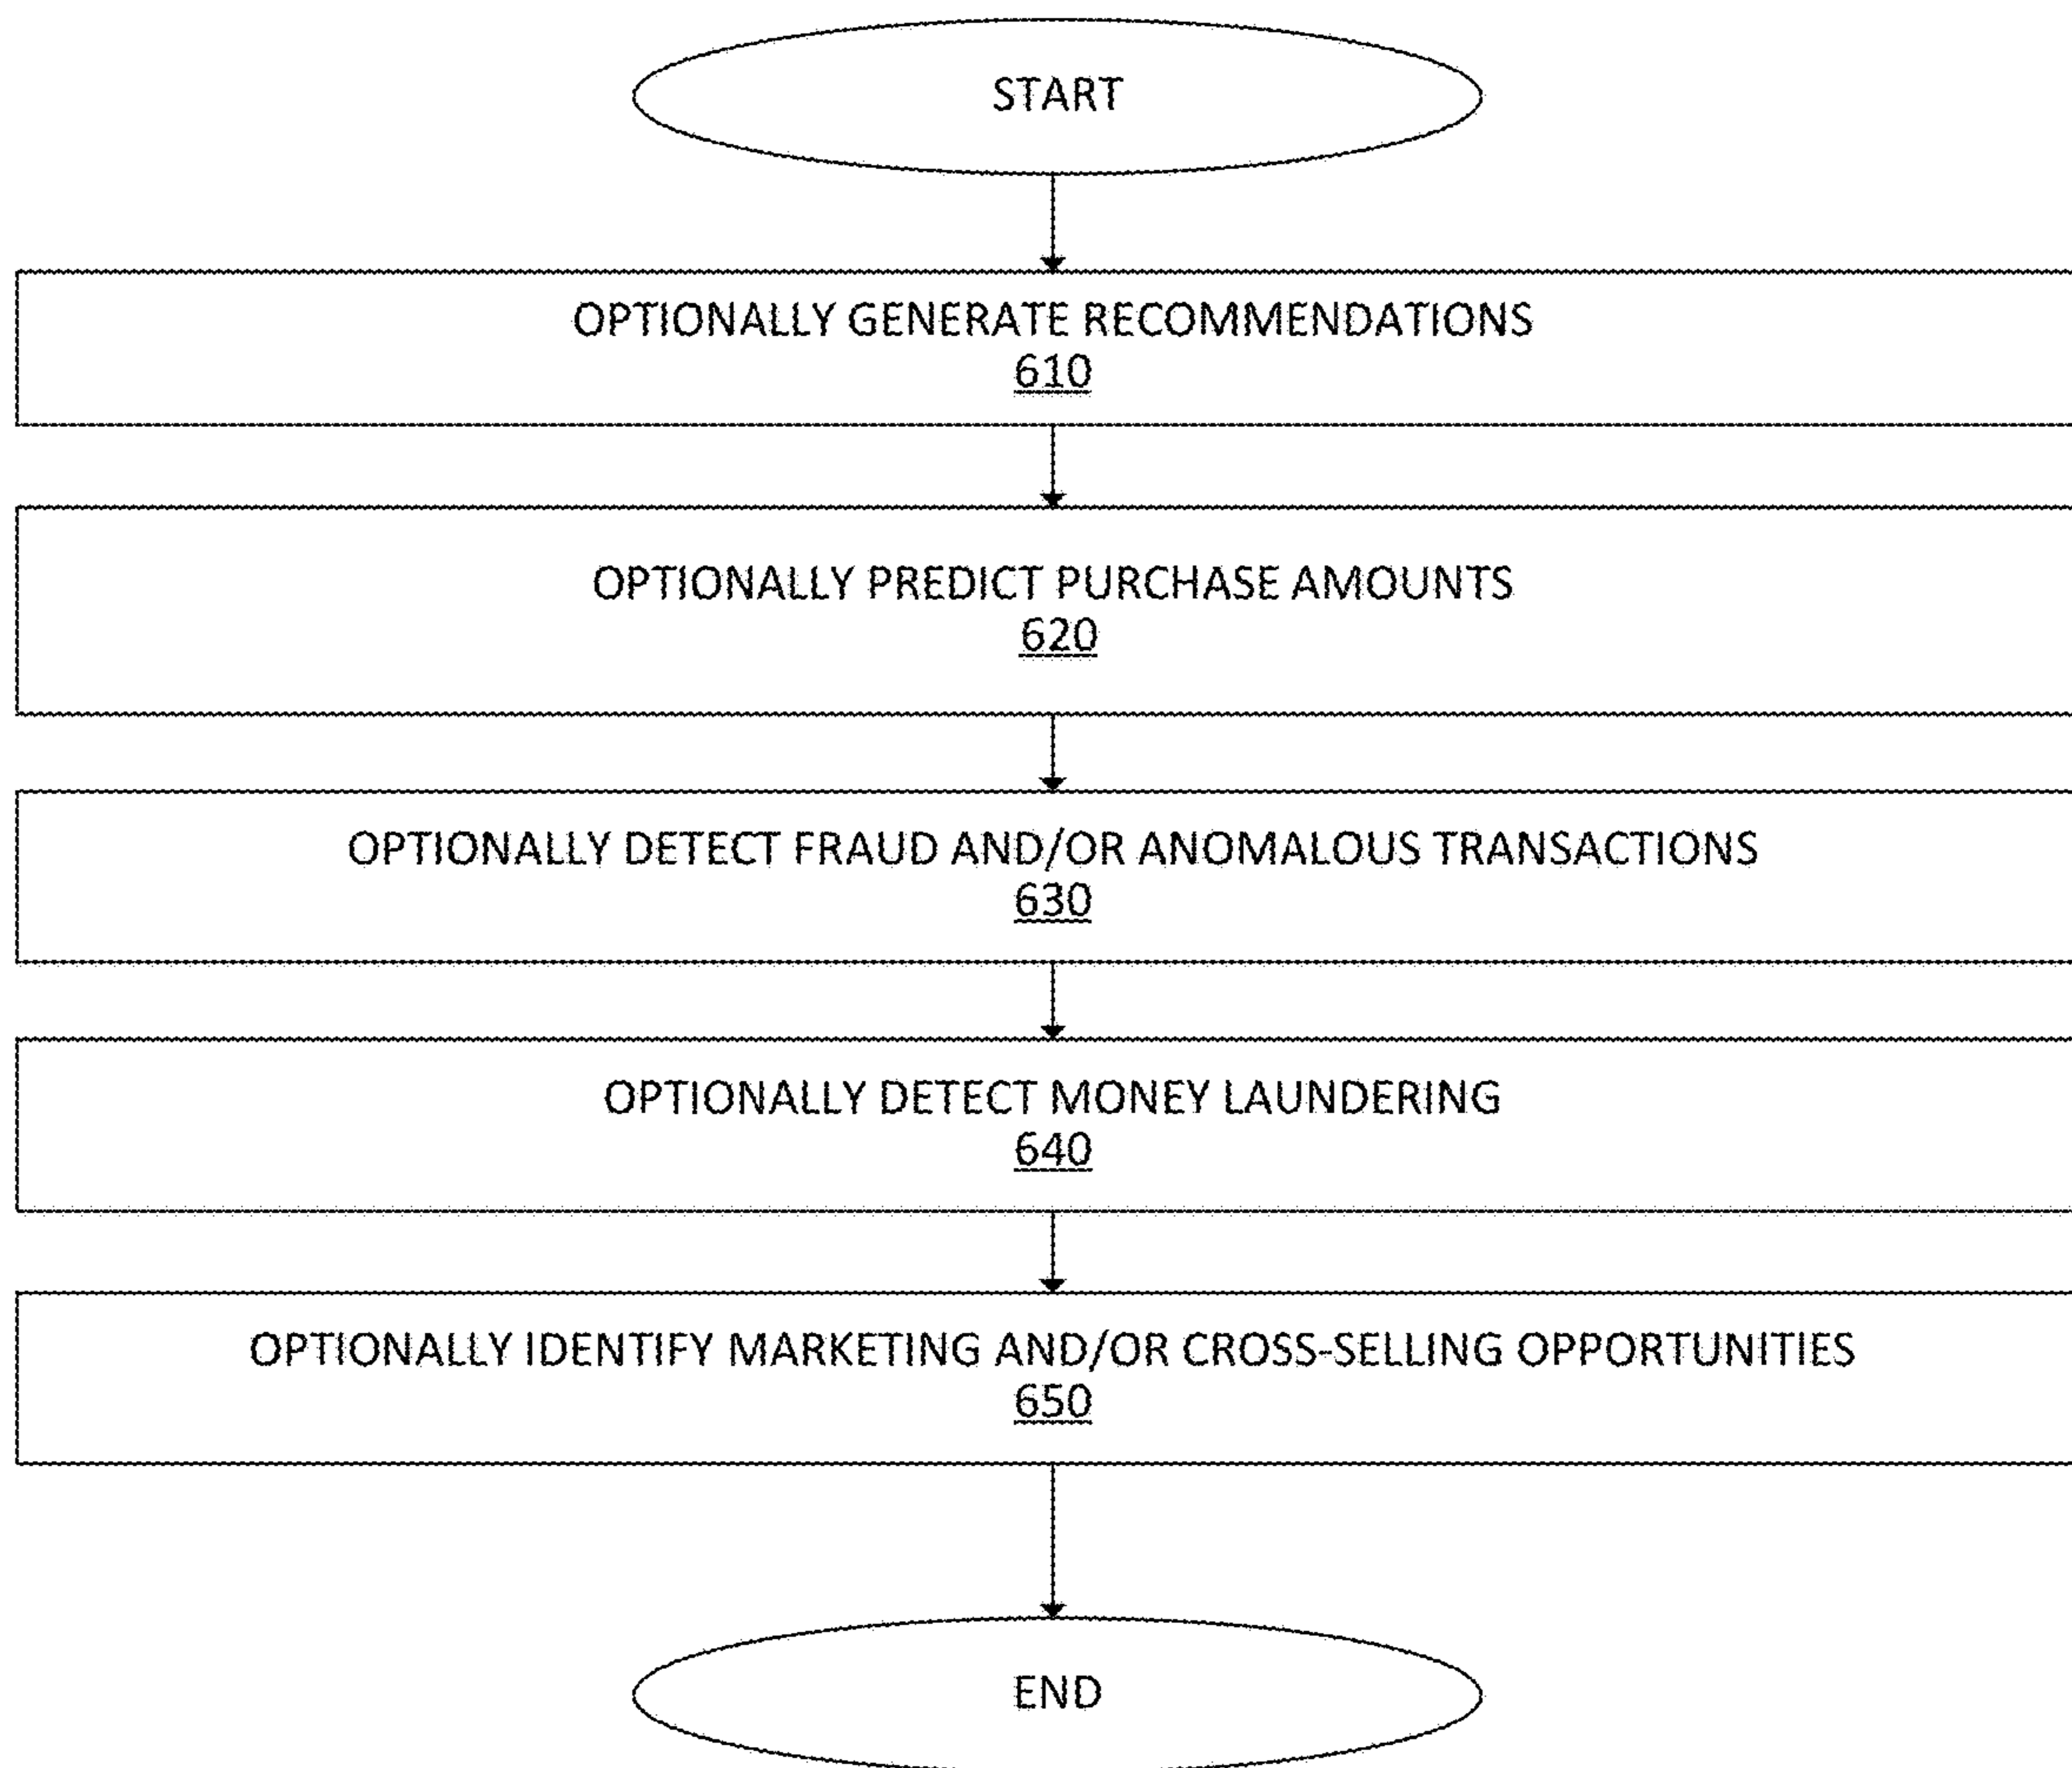 START
OPTIONALLY GENERATE RECOMMENDATIONS
610
OPTIONALLY PREDICT PURCHASE AMOUNTS
620
OPTIONALLY DETECT FRAUD AND/OR ANOMALOUS TRANSACTIONS
630
OPTIONALLY DETECT MONEY LAUNDERING
640
OPTIONALLY IDENTIFY MARKETING AND/OR CROSS-SELLING OPPORTUNITIES
650
END